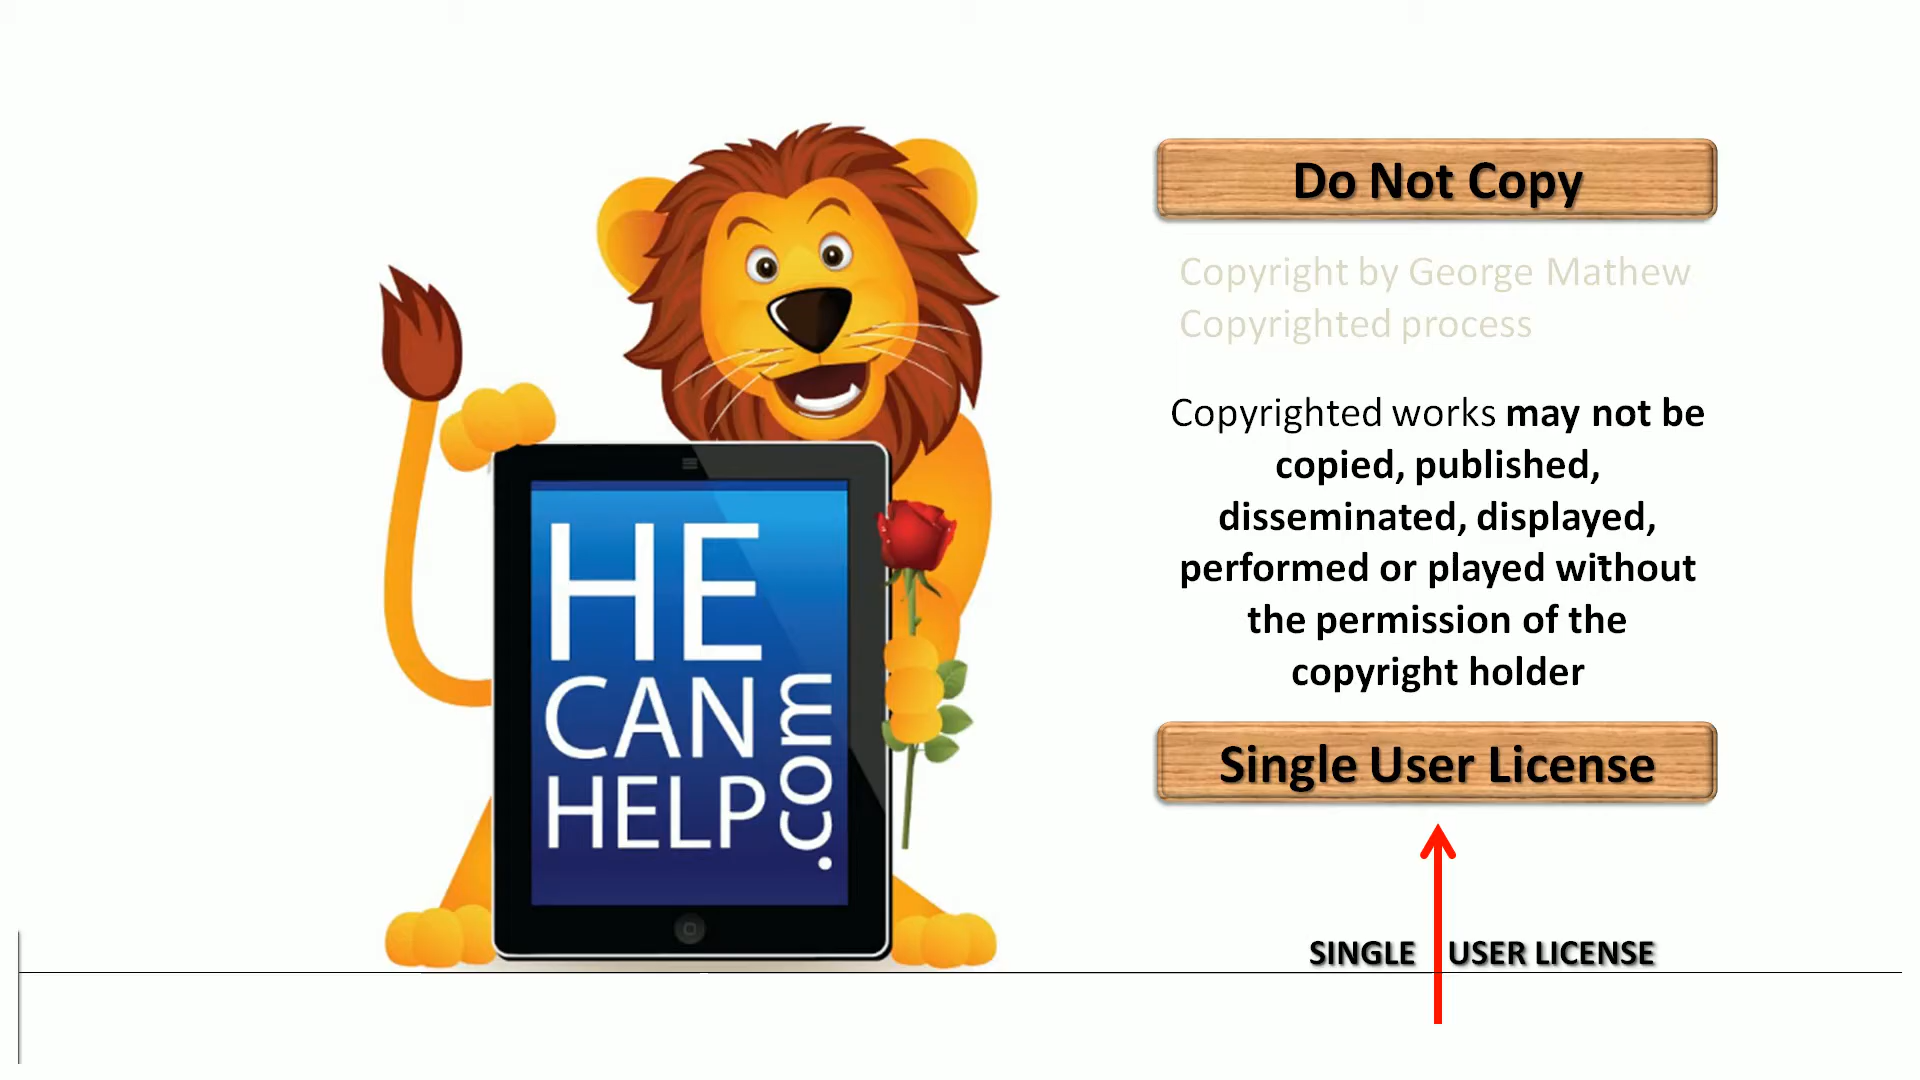 Do Not Copy
Copyright by George Mathew
Copyrighted process
Copyrighted works may not be
copied, published,
disseminated, displayed,
performed or played without
the permission of the
copyright holder
Single User License
SINGLE USER LICENSE
HE
CAN
HELP
.com